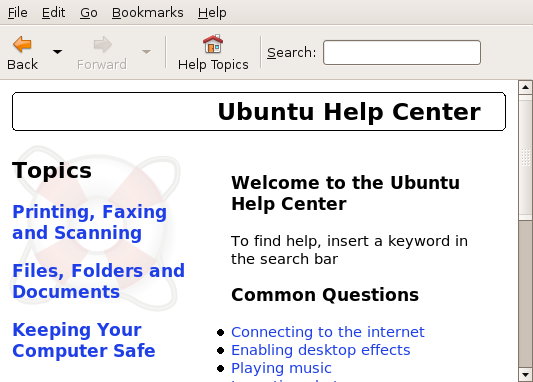 File Edit Go Bookmarks Help
Back Forward Help Topics Search:
Ubuntu Help Center
Topics
Printing, Faxing
and Scanning
Files, Folders and
Documents
Keeping Your
Computer Safe
Welcome to the Ubuntu
Help Center
To find help, insert a keyword in
the search bar
Common Questions
Connecting to the internet
Enabling desktop effects
Playing music